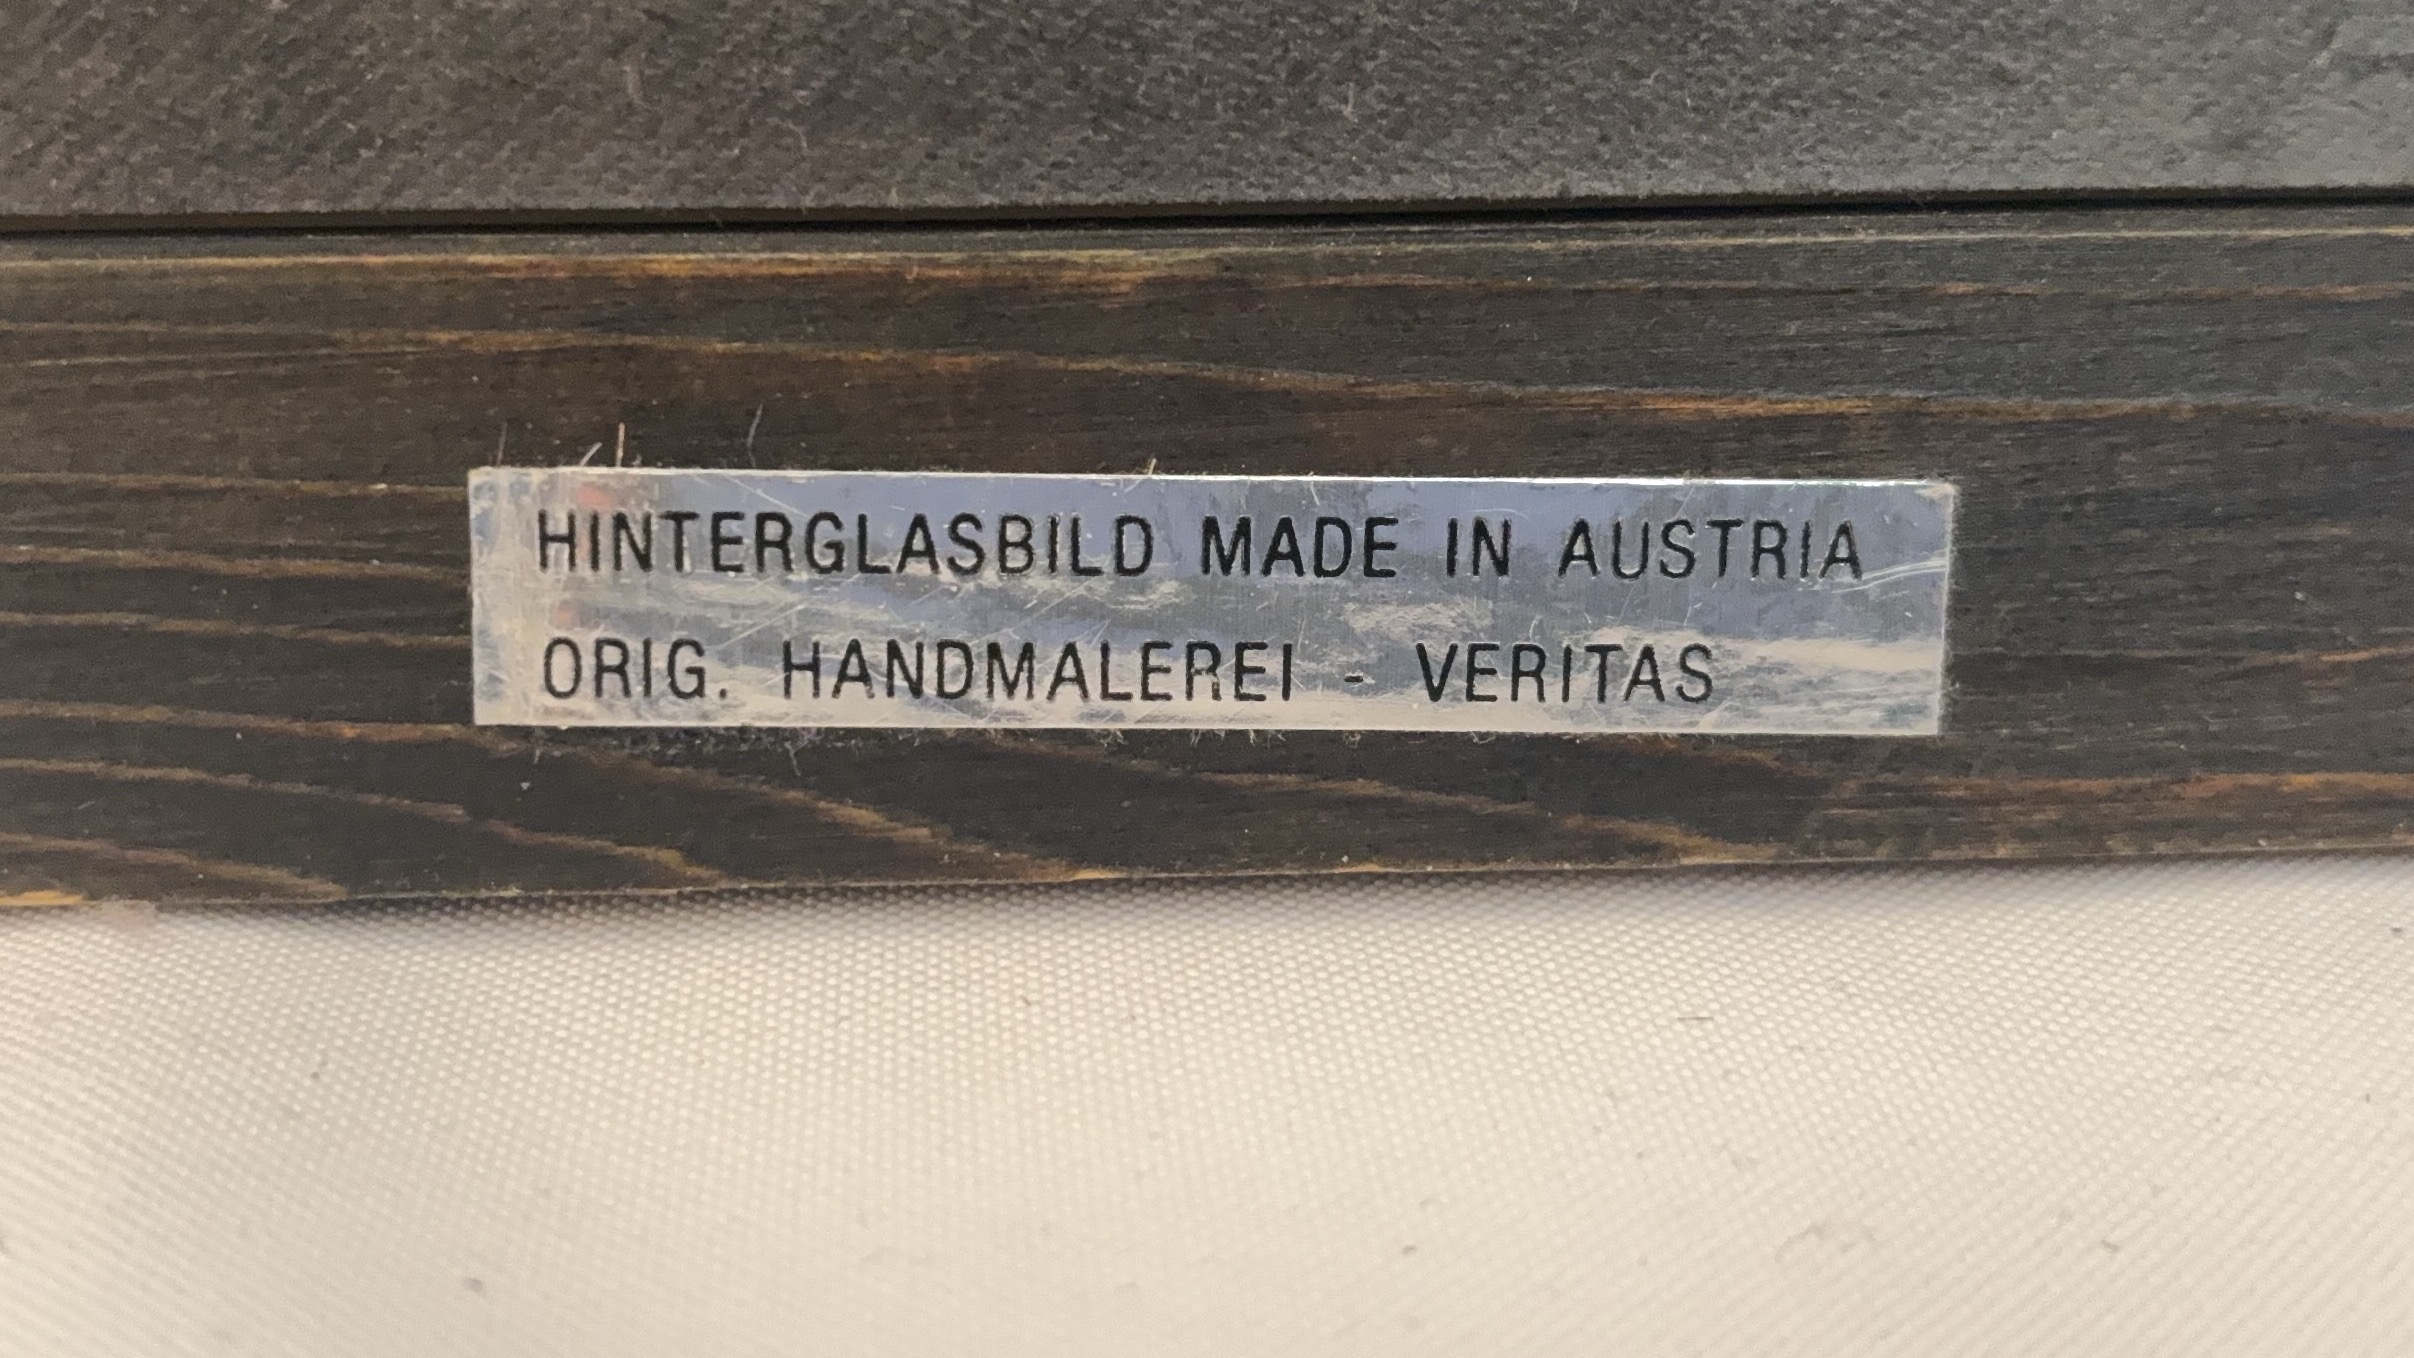 HINTERGLASBILD MADE IN AUSTRIA
ORIG. HANDMALEREI - VERITAS